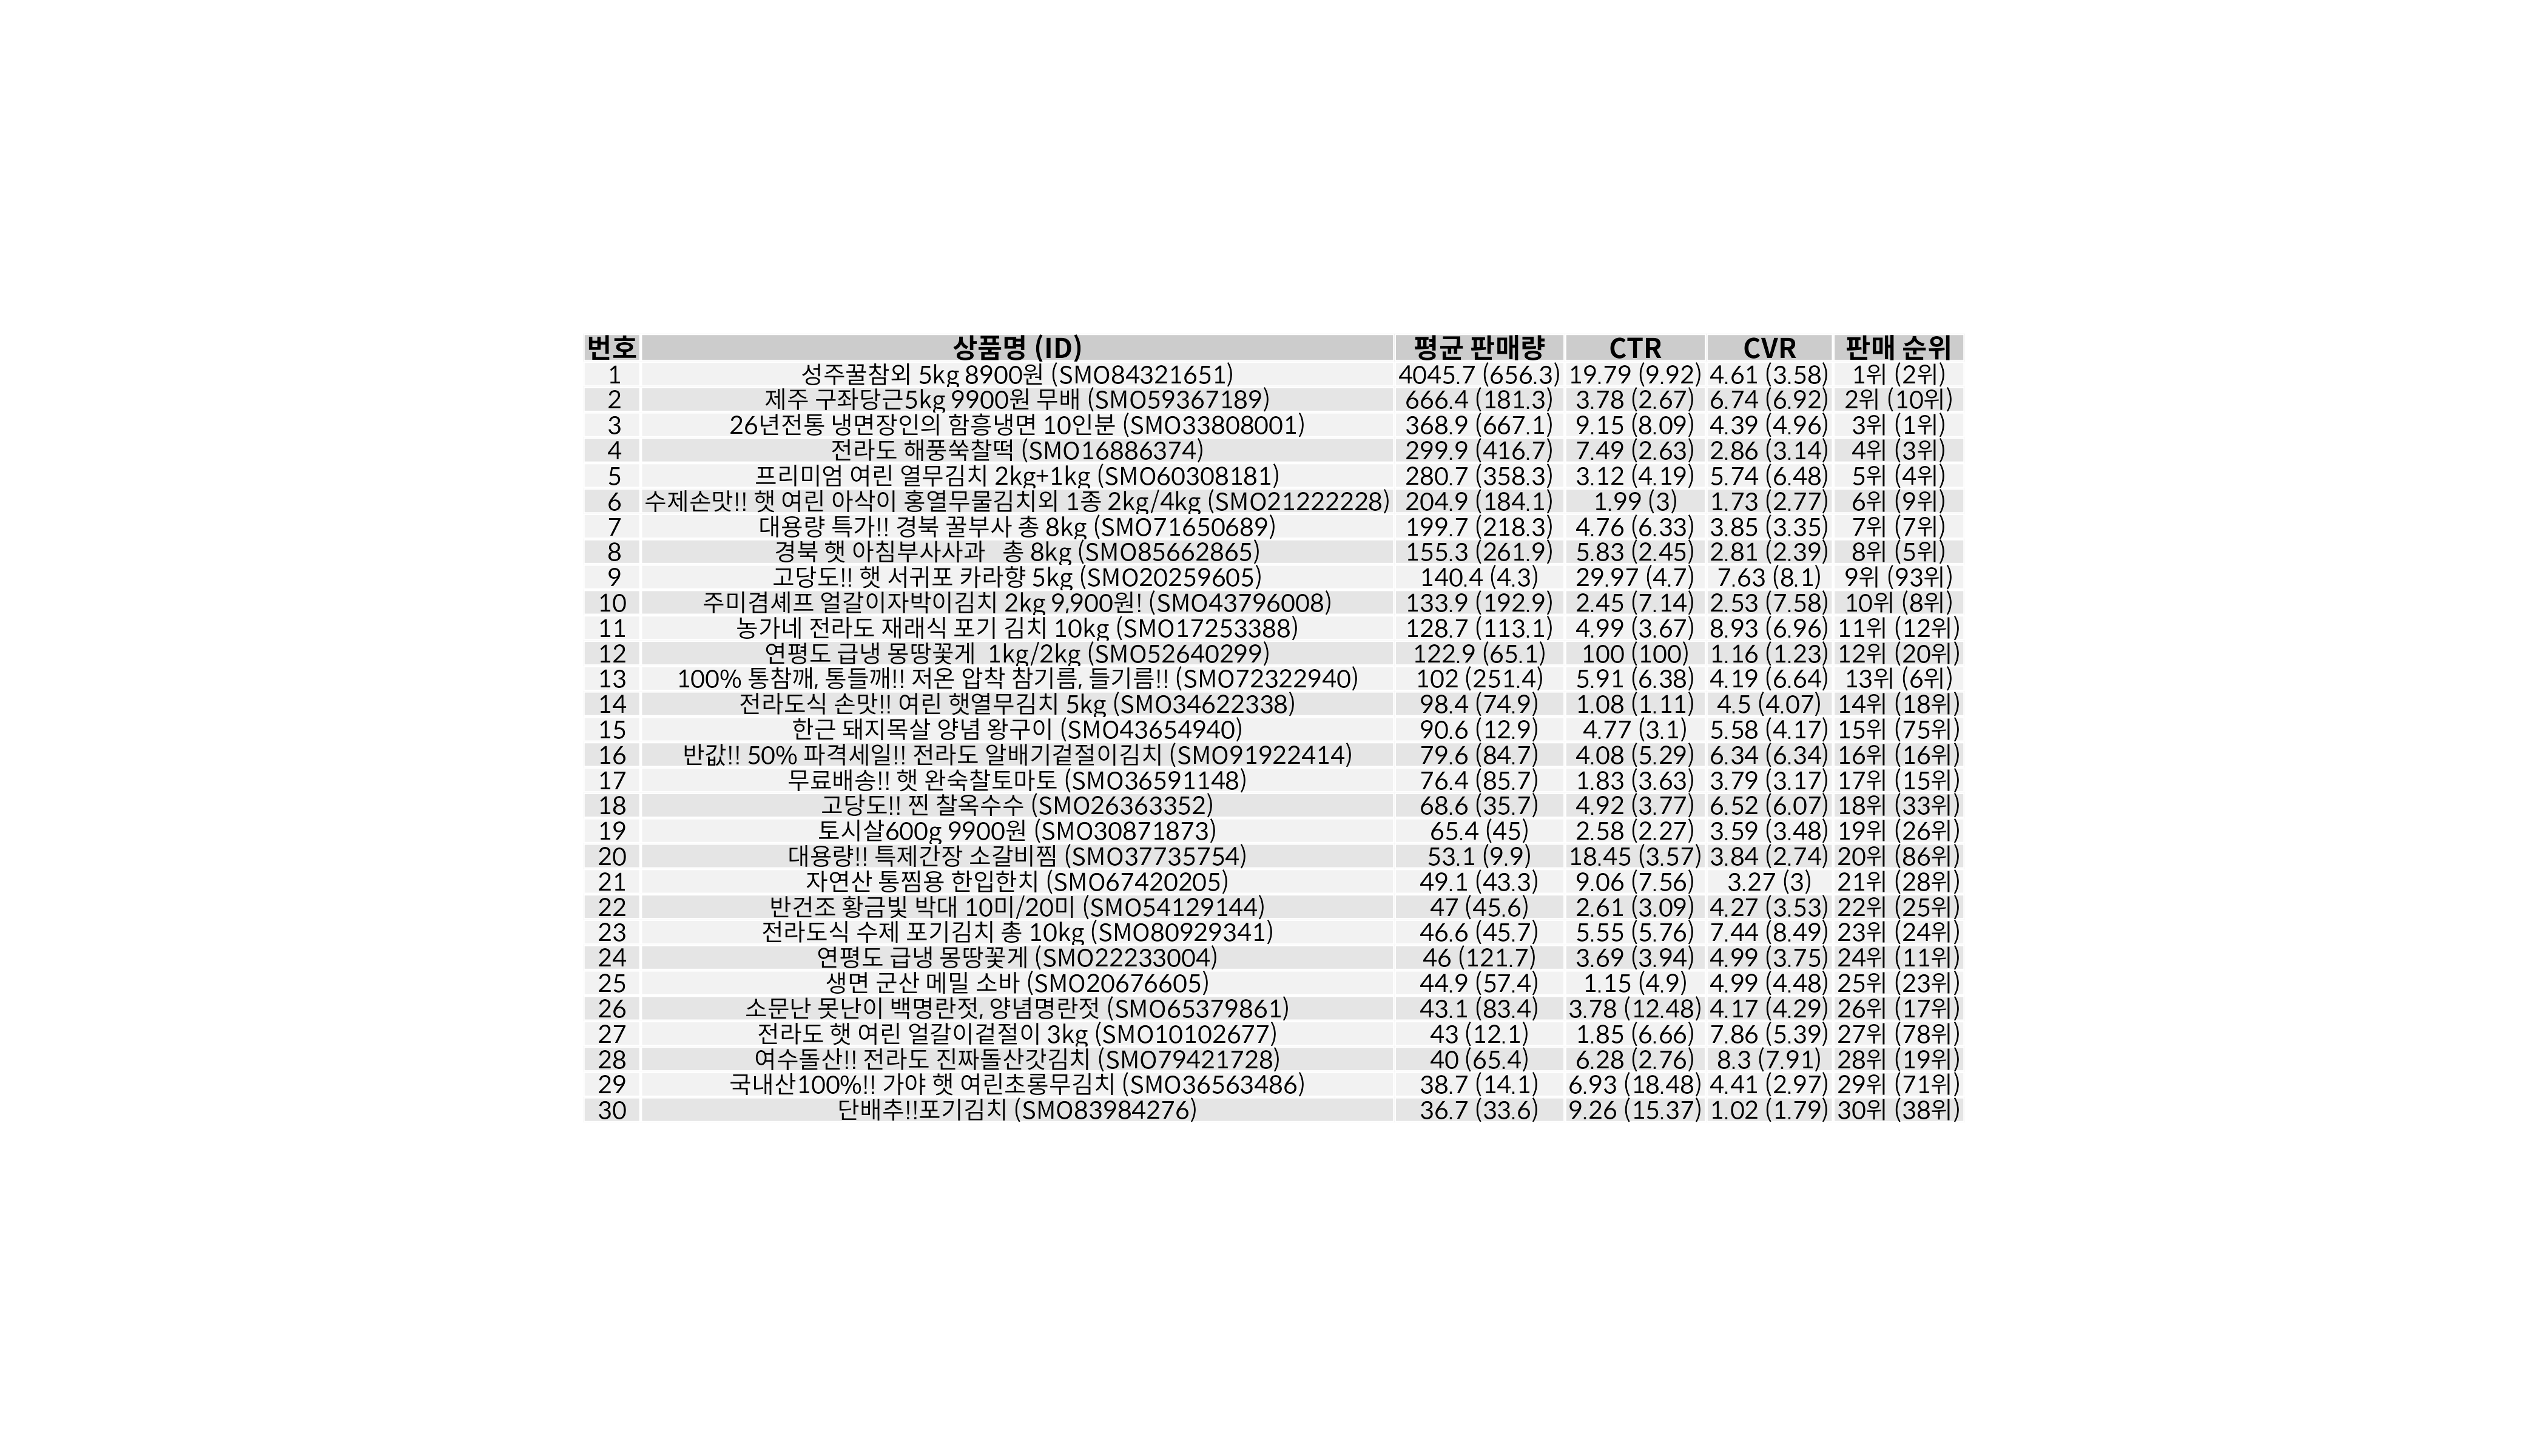 번호 상품명 (ID) 평균 판매량 CTR CVR 판매 순위
1 성주꿀참외 5kg 8900원 (SMO84321651) 4045.7 (656.3) 19.79 (9.92) 4.61 (3.58) 1위 (2위)
2 제주 구좌당근5kg 9900원 무배 (SMO59367189) 666.4 (181.3) 3.78 (2.67) 6.74 (6.92) 2위 (10위)
3 26년전통 냉면장인의 함흥냉면 10인분 (SMO33808001) 368.9 (667.1) 9.15 (8.09) 4.39 (4.96) 3위 (1위)
4 전라도 해풍쑥찰떡 (SMO16886374) 299.9 (416.7) 7.49 (2.63) 2.86 (3.14) 4위 (3위)
5 프리미엄 여린 열무김치 2kg+1kg (SMO60308181) 280.7 (358.3) 3.12 (4.19) 5.74 (6.48) 5위 (4위)
6 수제손맛!! 햇 여린 아삭이 홍열무물김치외 1종 2kg/4kg (SMO21222228) 204.9 (184.1) 1.99 (3) 1.73 (2.77) 6위 (9위)
7 대용량 특가!! 경북 꿀부사 총 8kg (SMO71650689) 199.7 (218.3) 4.76 (6.33) 3.85 (3.35) 7위 (7위)
8 경북 햇 아침부사사과 총 8kg (SMO85662865) 155.3 (261.9) 5.83 (2.45) 2.81 (2.39) 8위 (5위)
9 고당도!! 햇 서귀포 카라향 5kg (SMO20259605) 140.4 (4.3) 29.97 (4.7) 7.63 (8.1) 9위 (93위)
10 주미겸셰프 얼갈이자박이김치 2kg 9,900원! (SMO43796008) 133.9 (192.9) 2.45 (7.14) 2.53 (7.58) 10위 (8위)
11 농가네 전라도 재래식 포기 김치 10kg (SMO17253388) 128.7 (113.1) 4.99 (3.67) 8.93 (6.96) 11위 (12위)
12 연평도 급냉 몽땅꽃게 1kg/2kg (SMO52640299) 122.9 (65.1) 100 (100) 1.16 (1.23) 12위 (20위)
13 100% 통참깨, 통들깨!! 저온 압착 참기름, 들기름!! (SMO72322940) 102 (251.4) 5.91 (6.38) 4.19 (6.64) 13위 (6위)
14 전라도식 손맛!! 여린 햇열무김치 5kg (SMO34622338) 98.4 (74.9) 1.08 (1.11) 4.5 (4.07) 14위 (18위)
15 한근 돼지목살 양념 왕구이 (SMO43654940) 90.6 (12.9) 4.77 (3.1) 5.58 (4.17) 15위 (75위)
16 반값!! 50% 파격세일!! 전라도 알배기겉절이김치 (SMO91922414) 79.6 (84.7) 4.08 (5.29) 6.34 (6.34) 16위 (16위)
17 무료배송!! 햇 완숙찰토마토 (SMO36591148) 76.4 (85.7) 1.83 (3.63) 3.79 (3.17) 17위 (15위)
18 고당도!! 찐 찰옥수수 (SMO26363352) 68.6 (35.7) 4.92 (3.77) 6.52 (6.07) 18위 (33위)
19 토시살600g 9900원 (SMO30871873) 65.4 (45) 2.58 (2.27) 3.59 (3.48) 19위 (26위)
20 대용량!! 특제간장 소갈비찜 (SMO37735754) 53.1 (9.9) 18.45 (3.57) 3.84 (2.74) 20위 (86위)
21 자연산 통찜용 한입한치 (SMO67420205) 49.1 (43.3) 9.06 (7.56) 3.27 (3) 21위 (28위)
22 반건조 황금빛 박대 10미/20미 (SMO54129144) 47 (45.6) 2.61 (3.09) 4.27 (3.53) 22위 (25위)
23 전라도식 수제 포기김치 총 10kg (SMO80929341) 46.6 (45.7) 5.55 (5.76) 7.44 (8.49) 23위 (24위)
24 연평도 급냉 몽땅꽃게 (SMO22233004) 46 (121.7) 3.69 (3.94) 4.99 (3.75) 24위 (11위)
25 생면 군산 메밀 소바 (SMO20676605) 44.9 (57.4) 1.15 (4.9) 4.99 (4.48) 25위 (23위)
26 소문난 못난이 백명란젓, 양념명란젓 (SMO65379861) 43.1 (83.4) 3.78 (12.48) 4.17 (4.29) 26위 (17위)
27 전라도 햇 여린 얼갈이겉절이 3kg (SMO10102677) 43 (12.1) 1.85 (6.66) 7.86 (5.39) 27위 (78위)
28 여수돌산!! 전라도 진짜돌산갓김치 (SMO79421728) 40 (65.4) 6.28 (2.76) 8.3 (7.91) 28위 (19위)
29 국내산100%!! 가야 햇 여린초롱무김치 (SMO36563486) 38.7 (14.1) 6.93 (18.48) 4.41 (2.97) 29위 (71위)
30 단배추!!포기김치 (SMO83984276) 36.7 (33.6) 9.26 (15.37) 1.02 (1.79) 30위 (38위)